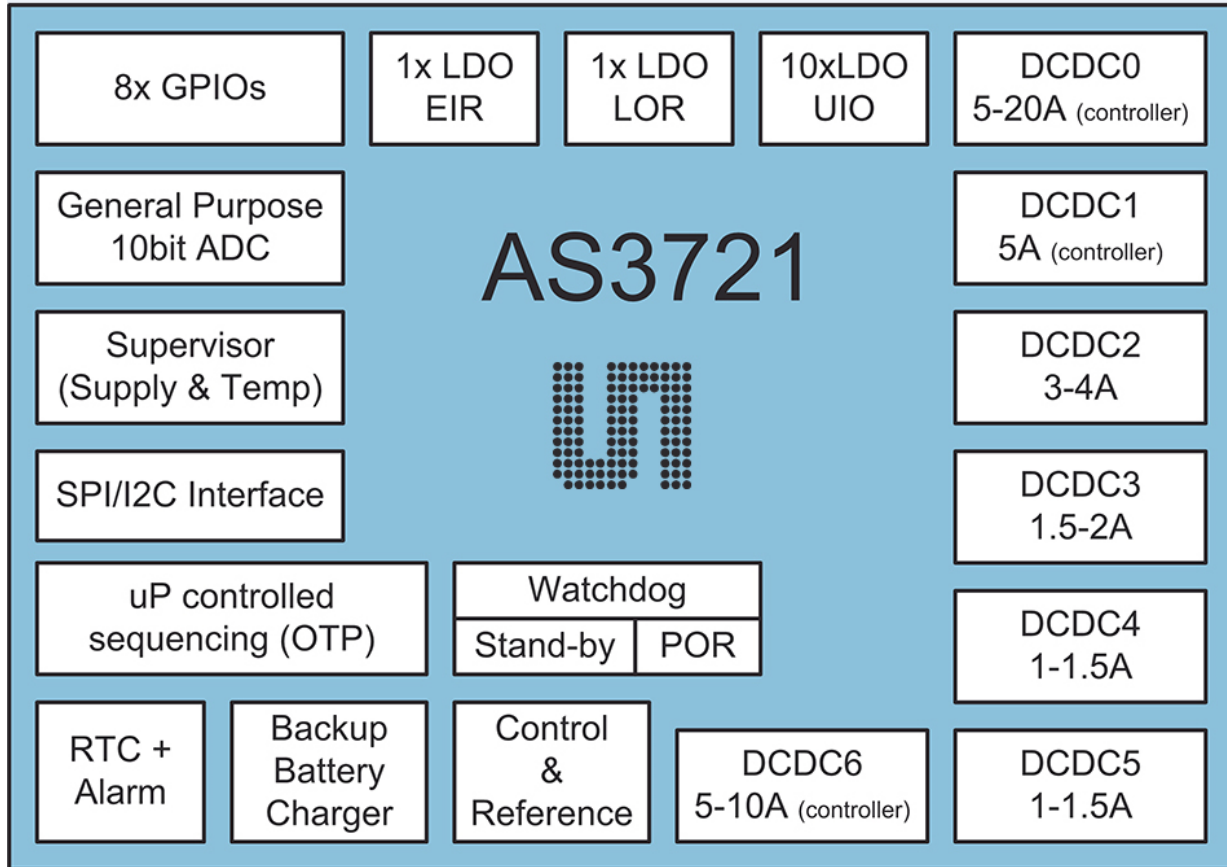 8x GPIOs
1x LDO
EIR
1x LDO
LOR
10xLDO
UIO
DCDC0
5-20A (controller)
General Purpose
10bit ADC
AS3721
DCDC1
5A (controller)
Supervisor
(Supply & Temp)
DCDC2
3-4A
SPI/I2C Interface
DCDC3
1.5-2A
uP controlled
sequencing (OTP)
Watchdog
Stand-by
POR
DCDC4
1-1.5A
RTC +
Alarm
Backup
Battery
Charger
Control
&
Reference
DCDC6
5-10A (controller)
DCDC5
1-1.5A